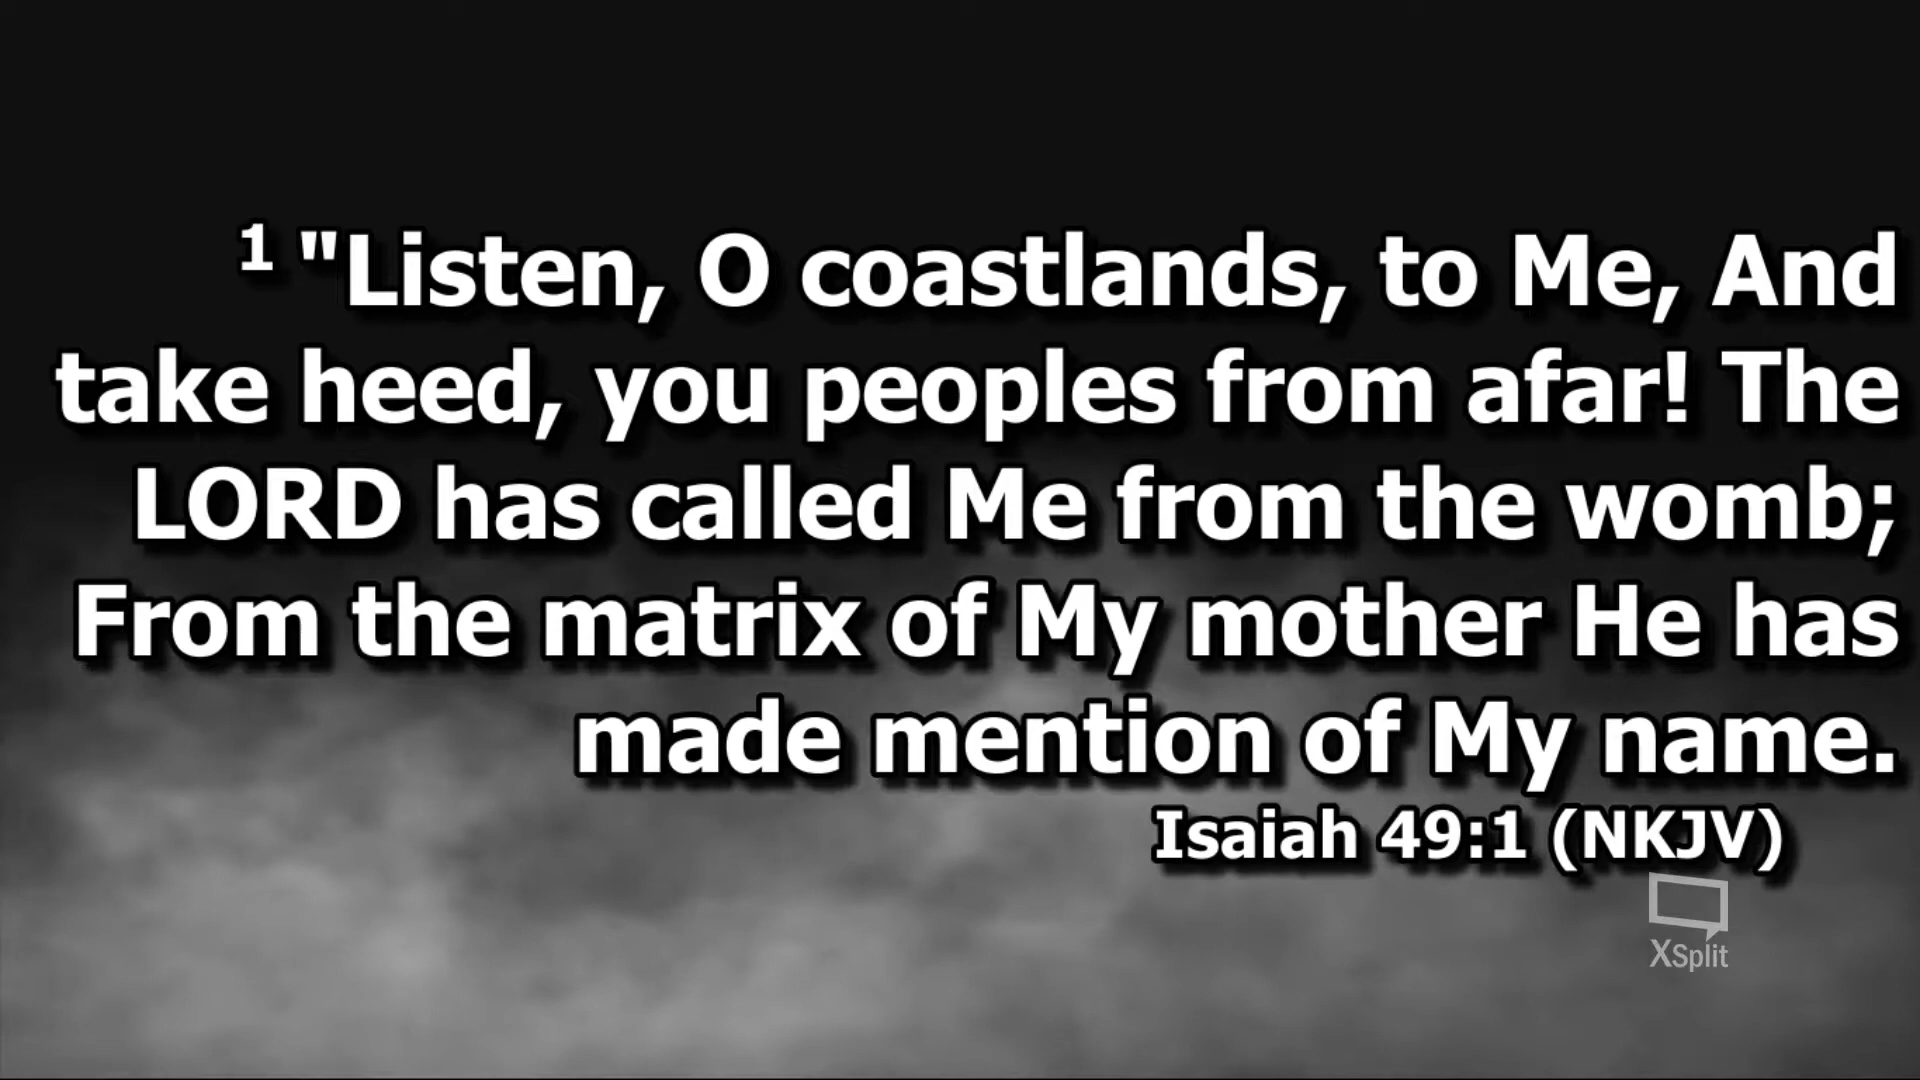 1 "Listen, O coastlands, to Me, And
take heed, you peoples from afar! The
LORD has called Me from the womb;
From the matrix of My mother He has
made mention of My name.
Isaiah 49:1 (NKJV)
XSplit